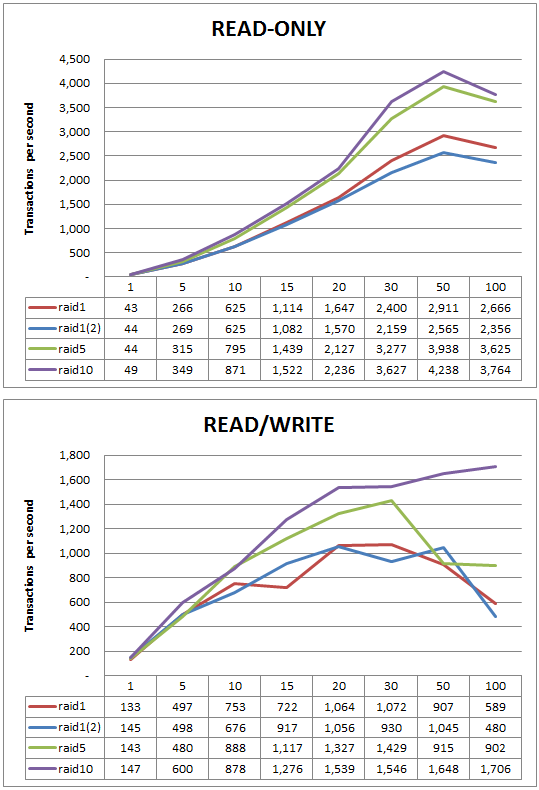 READ-ONLY
Transactions per second
4,500
4,000
3,500
3,000
2,500
2,000
1,500
1,000
500
-
1 5 10 15 20 30 50 100
raid1 43 266 625 1,114 1,647 2,400 2,911 2,666
raid1(2) 44 269 625 1,082 1,570 2,159 2,565 2,356
raid5 44 315 795 1,439 2,127 3,277 3,938 3,625
raid10 49 349 871 1,522 2,236 3,627 4,238 3,764
READ/WRITE
Transactions per second
1,800
1,600
1,400
1,200
1,000
800
600
400
200
-
1 5 10 15 20 30 50 100
raid1 133 497 753 722 1,064 1,072 907 589
raid1(2) 145 498 676 917 1,056 930 1,045 480
raid5 143 480 888 1,117 1,327 1,429 915 902
raid10 147 600 878 1,276 1,539 1,546 1,648 1,706